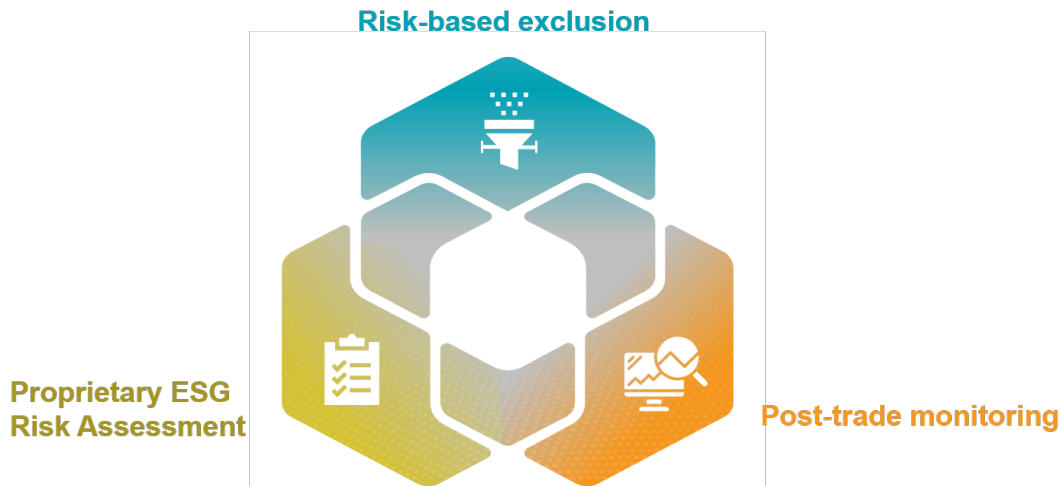 Risk-based exclusion
Proprietary ESG
Risk Assessment
Post-trade monitoring